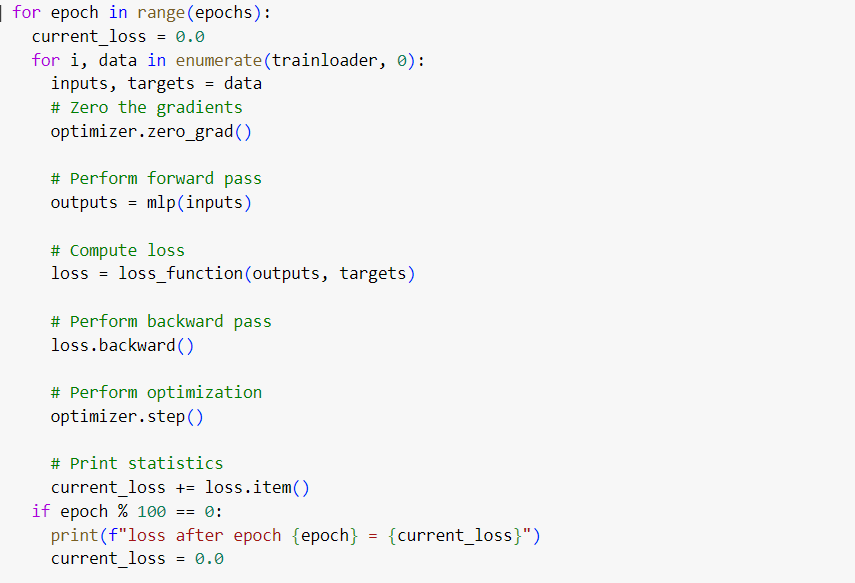 for epoch in range(epochs):
  current_loss = 0.0
  for i, data in enumerate(trainloader, 0):
    inputs, targets = data
    # Zero the gradients
    optimizer.zero_grad()

    # Perform forward pass
    outputs = mlp(inputs)

    # Compute loss
    loss = loss_function(outputs, targets)

    # Perform backward pass
    loss.backward()

    # Perform optimization
    optimizer.step()

    # Print statistics
    current_loss += loss.item()
  if epoch % 100 == 0:
    print(f"loss after epoch {epoch} = {current_loss}")
    current_loss = 0.0